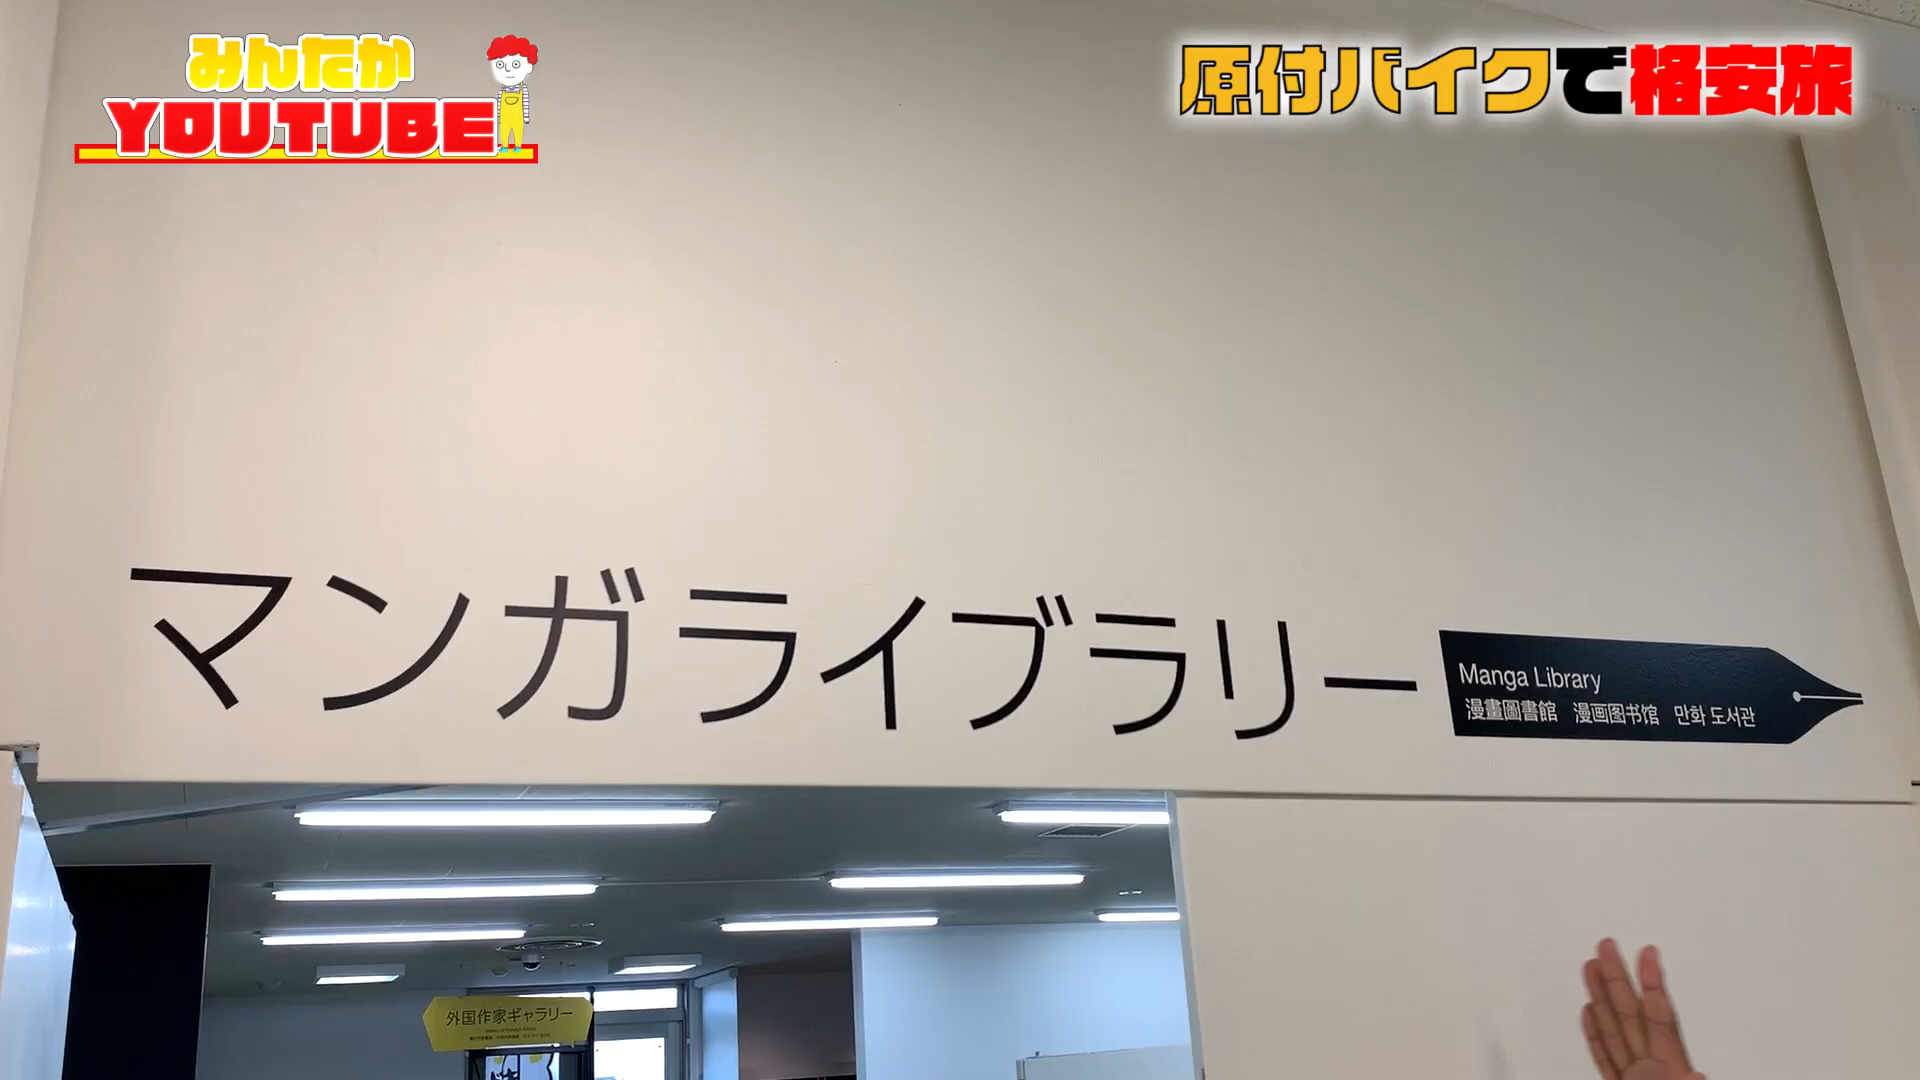 みんたか
YOUTUBE
原付バイクで格安旅
マンガライブラリー
Manga Library
漫畫圖書館 漫画图书馆 만화 도서관
外国作家ギャラリー